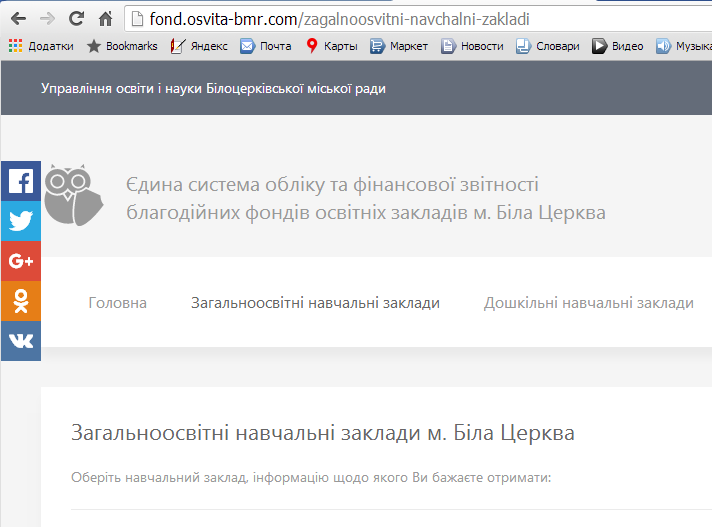 fond.osvita-bmr.com/zagalnoosvitni-navchalni-zakladi
Додатки Bookmarks Яндекс Почта Карты Маркет Новости Словари Видео Музыка
Управління освіти і науки Білоцерківської міської ради
Єдина система обліку та фінансової звітності
благодійних фондів освітніх закладів м. Біла Церква
Головна Загальноосвітні навчальні заклади Дошкільні навчальні заклади
Загальноосвітні навчальні заклади м. Біла Церква
Оберіть навчальний заклад, інформацію щодо якого Ви бажаєте отримати: